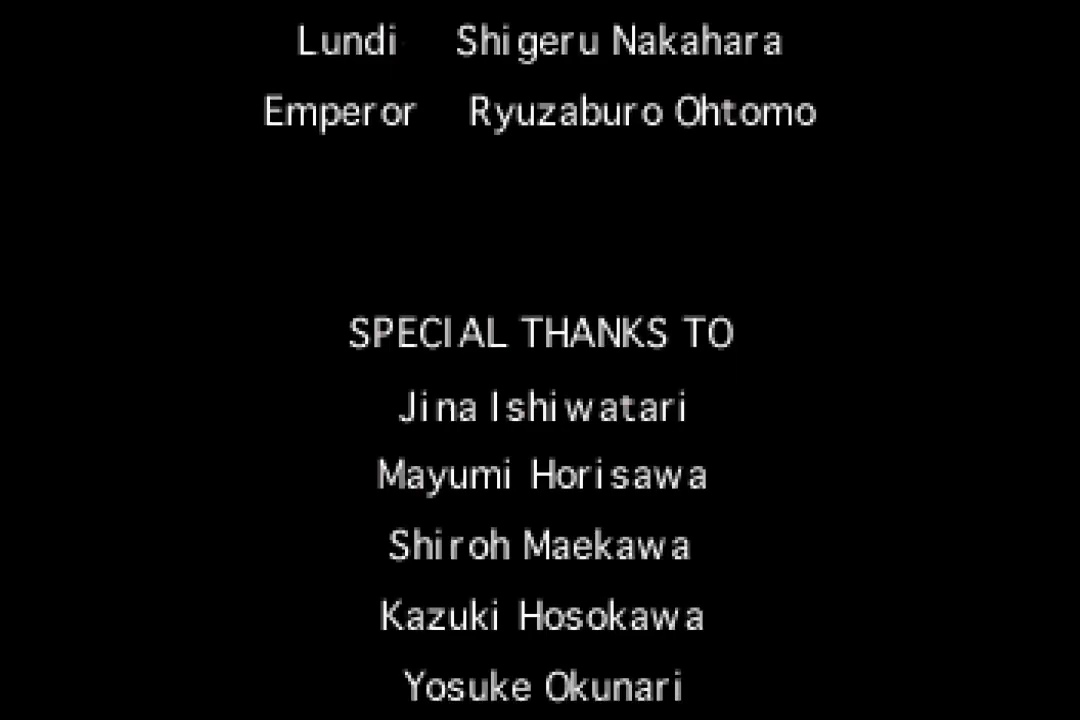 Lundi Shigeru Nakahara
Emperor Ryuzaburo Ohtomo
SPECIAL THANKS TO
Jina Ishiwatari
Mayumi Horisawa
Shiroh Maekawa
Kazuki Hosokawa
Yosuke Okunari